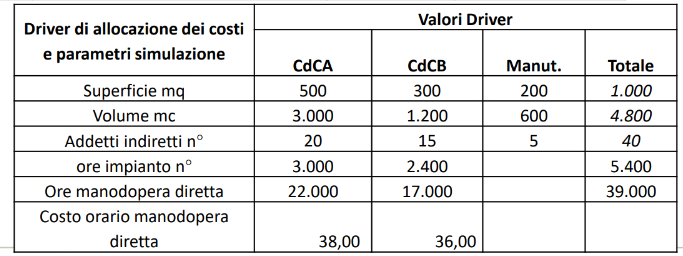 Driver di allocazione dei costi
e parametri simulazione
Valori Driver
CdCA CdCB Manut. Totale
Superficie mq 500 300 200 1.000
Volume mc 3.000 1.200 600 4.800
Addetti indiretti n° 20 15 5 40
ore impianto n° 3.000 2.400 5.400
Ore manodopera diretta 22.000 17.000 39.000
Costo orario manodopera
diretta 38,00 36,00